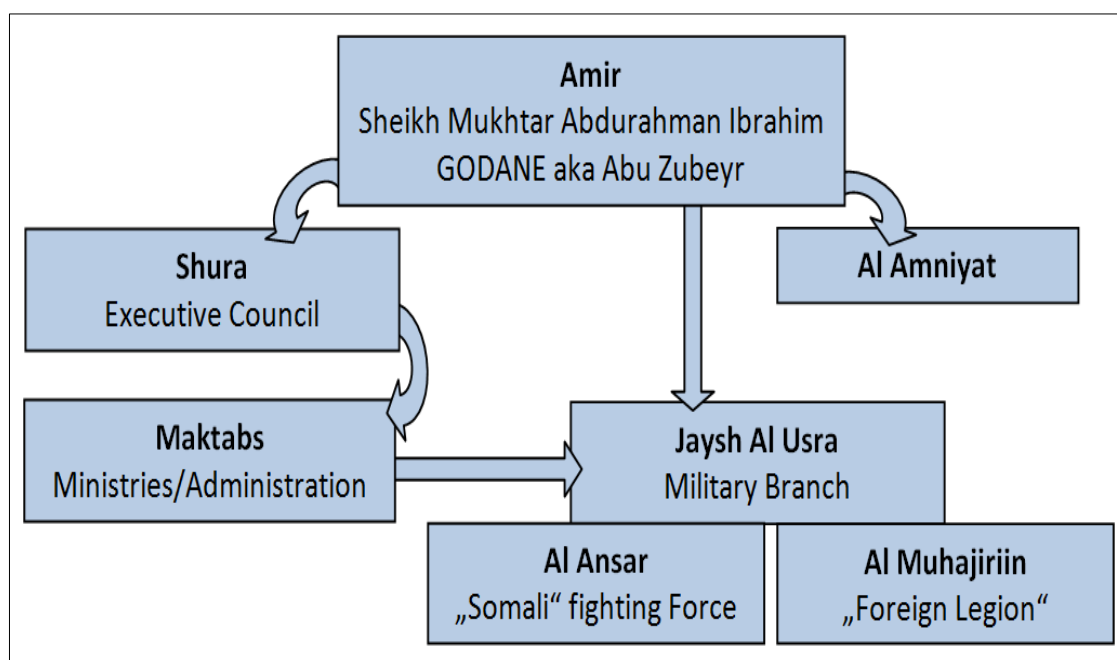 Amir
Sheikh Mukhtar Abdurahman Ibrahim
GODANE aka Abu Zubeyr
Shura
Executive Council
Al Amniyat
Maktabs
Ministries/Administration
Jaysh Al Usra
Military Branch
Al Ansar
„Somali“ fighting Force
Al Muhajiriin
„Foreign Legion“